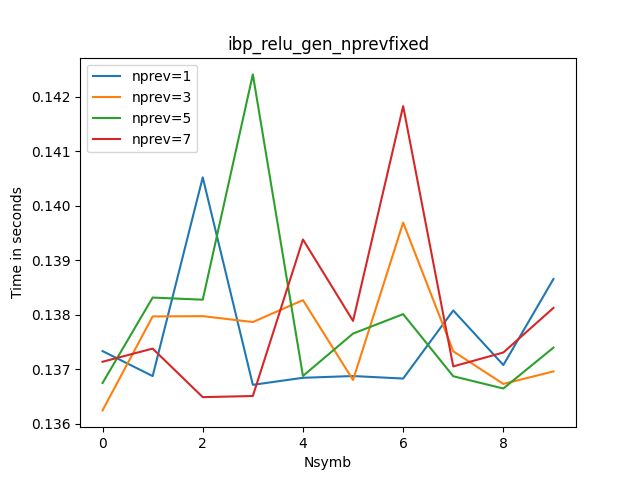 ibp_relu_gen_nprevfixed
nprev=1
nprev=3
nprev=5
nprev=7
0.142
0.141
0.140
0.139
0.138
0.137
0.136
Time in seconds
0 2 4 6 8
Nsymb